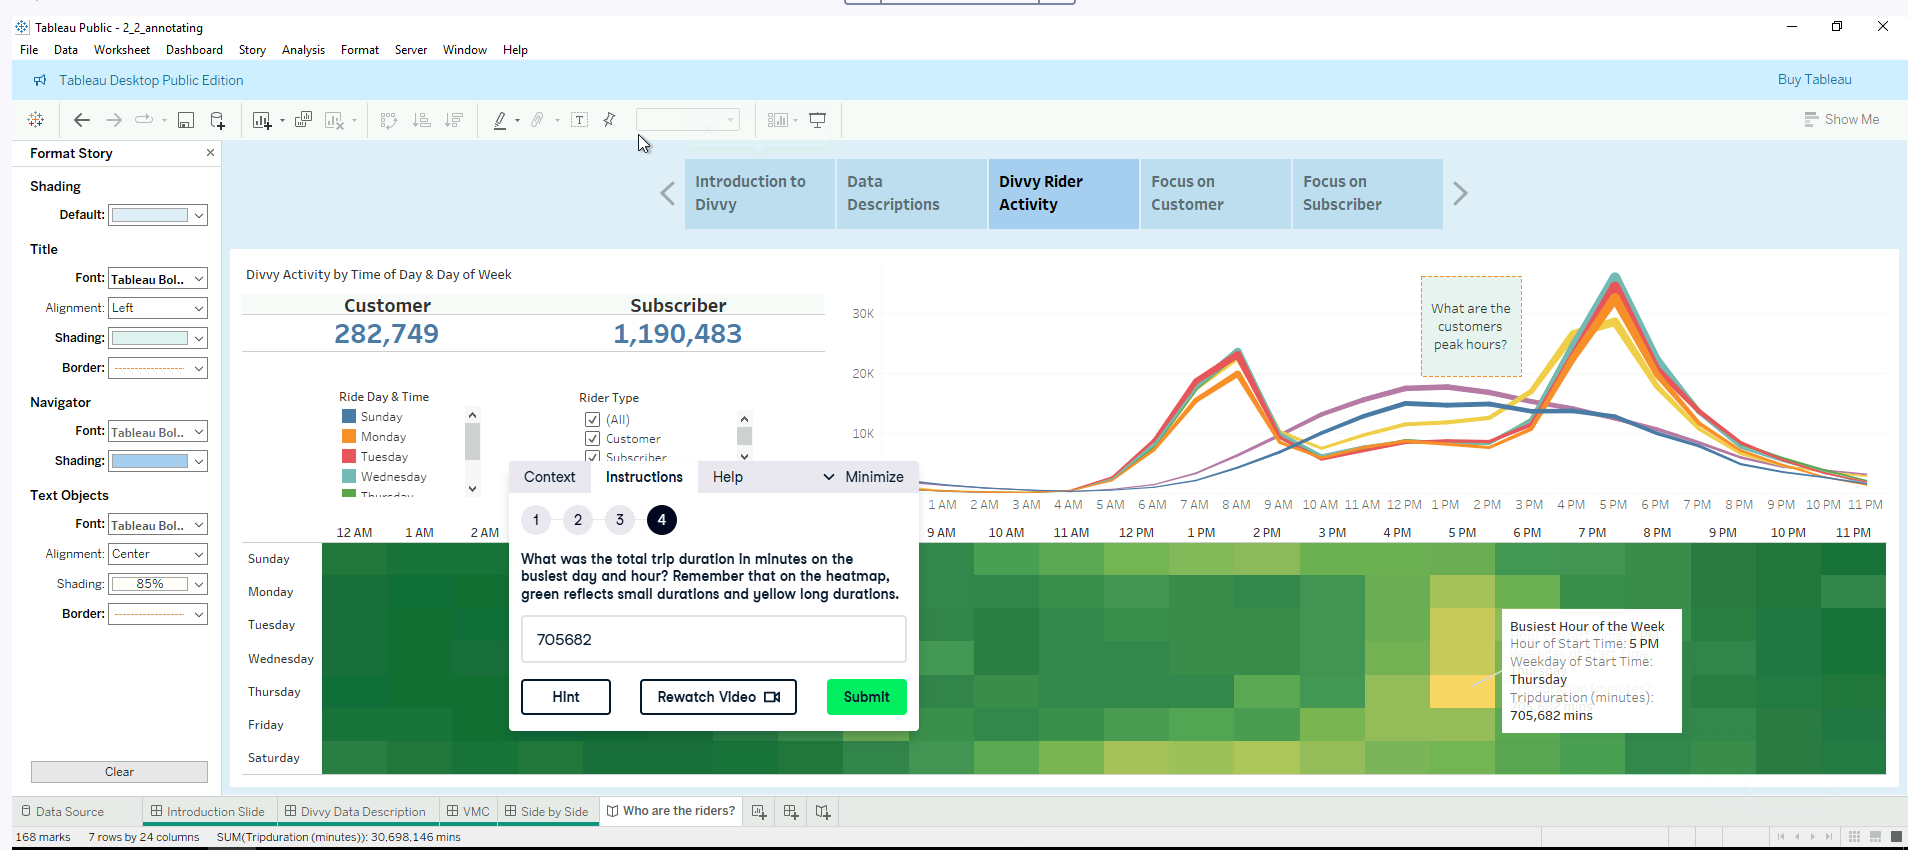 Tableau Public - 2_2_annotating
File Data Worksheet Dashboard Story Analysis Format Server Window Help
Tableau Desktop Public Edition
Buy Tableau
Show Me
Format Story
Shading
Default:
Title
Font: Tableau Bol..
Alignment: Left
Shading:
Border:
Navigator
Font: Tableau Bol..
Shading:
Text Objects
Font: Tableau Bol..
Alignment: Center
Shading: 85%
Border:
Clear
Introduction to
Divvy
Data
Descriptions
Divvy Rider
Activity
Focus on
Customer
Focus on
Subscriber
Divvy Activity by Time of Day & Day of Week
Customer Subscriber
282,749 1,190,483
Ride Day & Time
Sunday
Monday
Tuesday
Wednesday
Thursday
Rider Type
(All)
Customer
Subscriber
30K
20K
10K
What are the
customers
peak hours?
1 AM 2 AM 3 AM 4 AM 5 AM 6 AM 7 AM 8 AM 9 AM 10 AM 11 AM 12 PM 1 PM 2 PM 3 PM 4 PM 5 PM 6 PM 7 PM 8 PM 9 PM 10 PM 11 PM
12 AM 1 AM 2 AM 9 AM 10 AM 11 AM 12 PM 1 PM 2 PM 3 PM 4 PM 5 PM 6 PM 7 PM 8 PM 9 PM 10 PM 11 PM
Sunday
Monday
Tuesday
Wednesday
Thursday
Friday
Saturday
Busiest Hour of the Week
Hour of Start Time: 5 PM
Weekday of Start Time:
Thursday
Tripduration (minutes):
705,682 mins
Context Instructions Help Minimize
1 2 3 4
What was the total trip duration in minutes on the
busiest day and hour? Remember that on the heatmap,
green reflects small durations and yellow long durations.
705682
Hint Rewatch Video Submit
Data Source Introduction Slide Divvy Data Description VMC Side by Side Who are the riders?
168 marks 7 rows by 24 columns SUM(Tripduration (minutes)): 30,698,146 mins